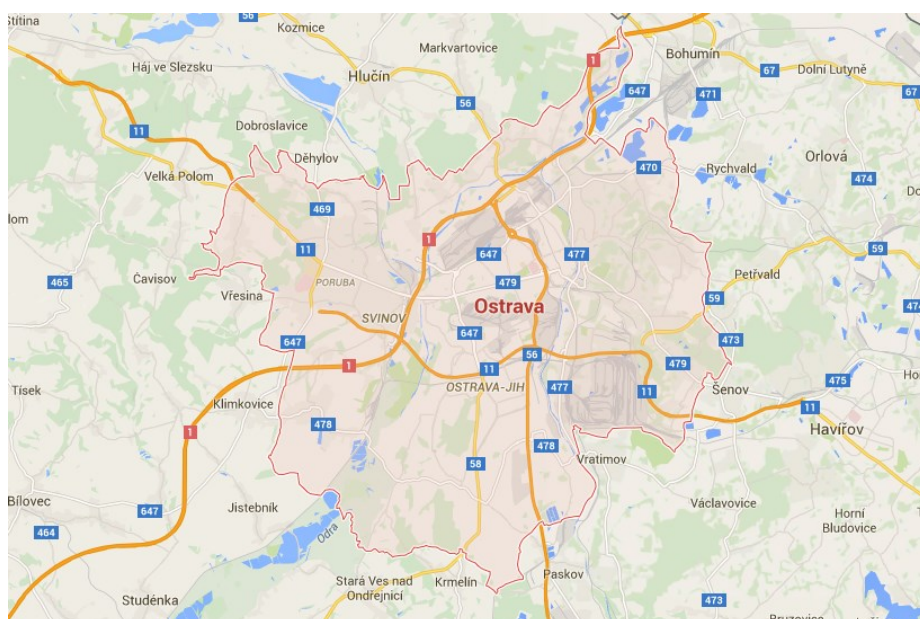 Štítina
56
Kozmice
Markvartovice
Bohumín
1
Háj ve Slezsku
Hlučín
67
Dolní Lutyně
647
471
67
56
11
Dobroslavice
Děhylov
Orlová
470
Rychvald
Velká Polom
474
469
1
11
647
477
59
Čavisov
465
PORUBA
479
Petřvald
Vřesina
59
Ostrava
474
SVINOV
647
473
647
56
1
11
479
475
OSTRAVA-JIH
477
11
Šenov
Tísek
11
Klimkovice
Havířov
478
1
478
58
Vratimov
Bílovec
Jistebník
647
Václavovice
Horní
Bludovice
464
Odra
Paskov
Stará Ves nad
Ondřejnicí
Krmelín
Studénka
473